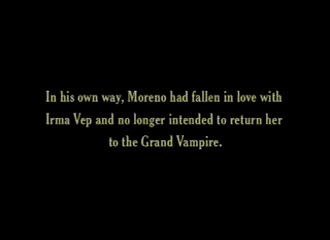 In his own way, Moreno had fallen in love with
Irma Vep and no longer intended to return her
to the Grand Vampire.